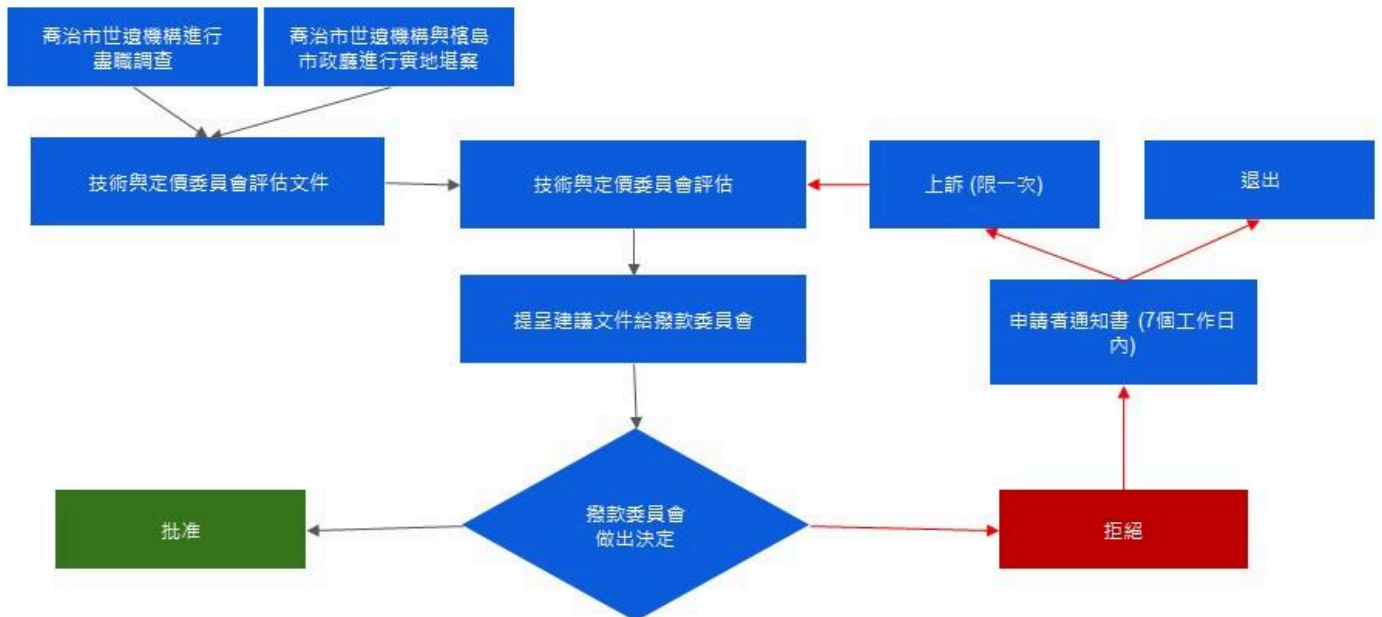 喬治市世遺機構進行
盡職調查
喬治市世遺機構與檳島
市政廳進行實地堪察
技術與定價委員會評估文件
技術與定價委員會評估
上訴 (限一次)
退出
提呈建議文件給撥款委員會
申請者通知書 (7個工作日
內)
撥款委員會
做出決定
批准
拒絕